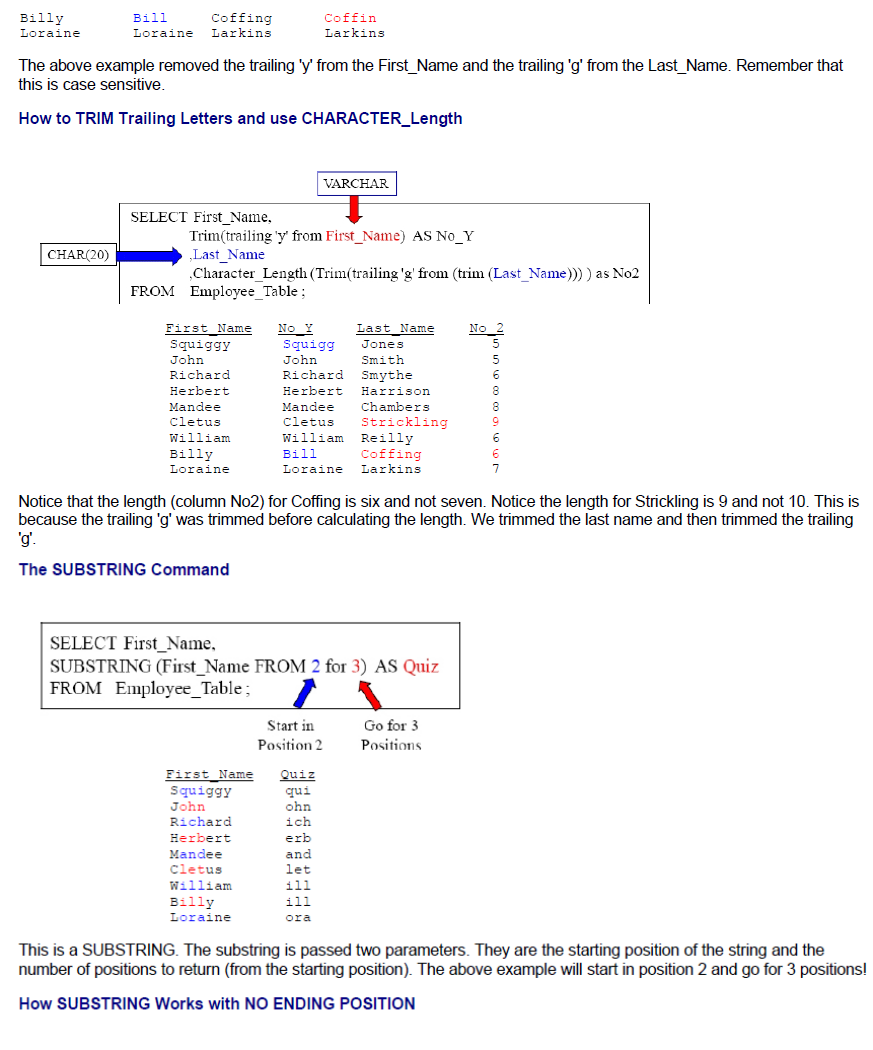 Billy Bill Coffing Coffin
Loraine Loraine Larkins Larkins
The above example removed the trailing 'y' from the First_Name and the trailing 'g' from the Last_Name. Remember that
this is case sensitive.
How to TRIM Trailing Letters and use CHARACTER_Length
VARCHAR
SELECT First_Name,
Trim(trailing 'y' from First_Name) AS No_Y
CHAR(20)
,Last_Name
,Character_Length (Trim(trailing 'g' from (trim (Last_Name))) ) as No2
FROM Employee_Table ;
First_Name No_Y Last_Name No_2
Squiggy Squigg Jones 5
John John Smith 5
Richard Richard Smythe 6
Herbert Herbert Harrison 8
Mandee Mandee Chambers 8
Cletus Cletus Strickling 9
William William Reilly 6
Billy Bill Coffing 6
Loraine Loraine Larkins 7
Notice that the length (column No2) for Coffing is six and not seven. Notice the length for Strickling is 9 and not 10. This is
because the trailing 'g' was trimmed before calculating the length. We trimmed the last name and then trimmed the trailing
'g'.
The SUBSTRING Command
SELECT First_Name,
SUBSTRING (First_Name FROM 2 for 3) AS Quiz
FROM Employee_Table ;
Start in Go for 3
Position 2 Positions
First_Name Quiz
Squiggy qui
John ohn
Richard ich
Herbert erb
Mandee and
Cletus let
William ill
Billy ill
Loraine ora
This is a SUBSTRING. The substring is passed two parameters. They are the starting position of the string and the
number of positions to return (from the starting position). The above example will start in position 2 and go for 3 positions!
How SUBSTRING Works with NO ENDING POSITION